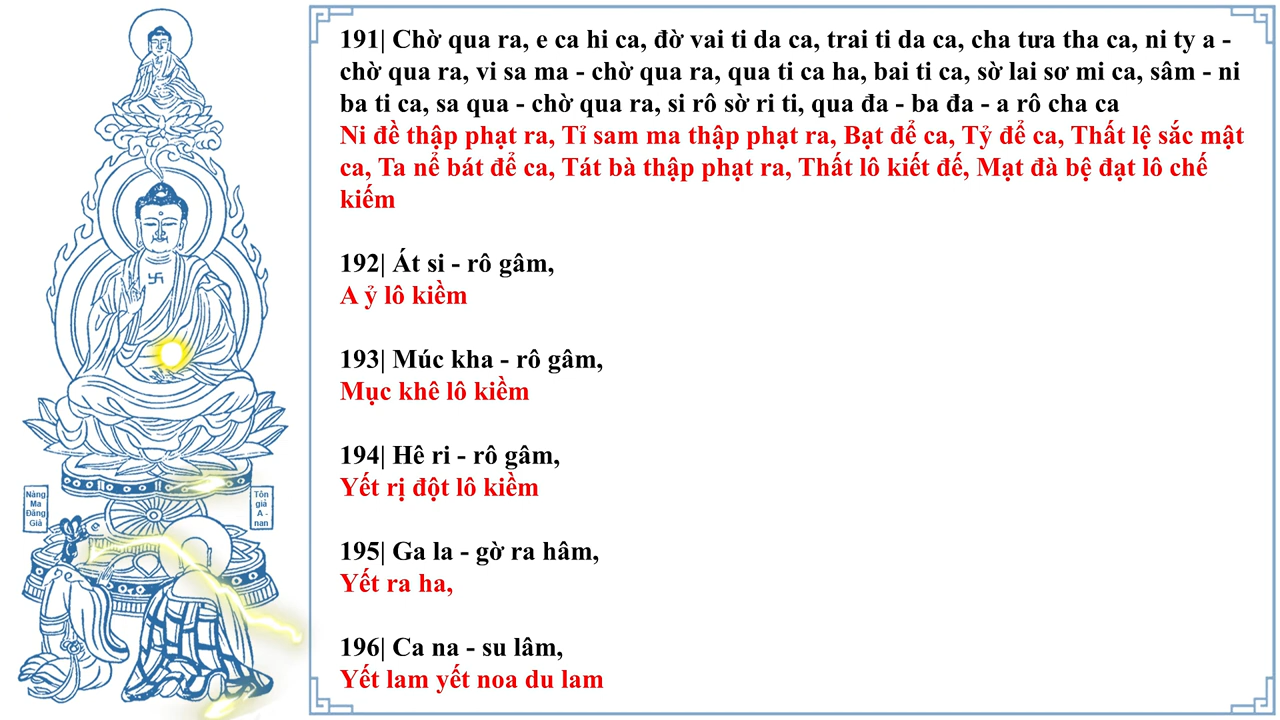 191| Chờ qua ra, e ca hi ca, đờ vai ti da ca, trai ti da ca, cha tưa tha ca, ni ty a -
chờ qua ra, vi sa ma - chờ qua ra, qua ti ca ha, bai ti ca, sờ lai sơ mi ca, sâm - ni
ba ti ca, sa qua - chờ qua ra, si rô sờ ri ti, qua đa - ba đa - a rô cha ca
Ni đề thập phạt ra, Tỉ sam ma thập phạt ra, Bạt để ca, Tỷ để ca, Thất lệ sắc mật
ca, Ta nể bát để ca, Tát bà thập phạt ra, Thất lô kiết đế, Mạt đà bệ đạt lô chế
kiếm
192| Át si - rô gâm,
A ỷ lô kiềm
193| Múc kha - rô gâm,
Mục khê lô kiềm
194| Hê ri - rô gâm,
Yết rị đột lô kiềm
195| Ga la - gờ ra hâm,
Yết ra ha,
196| Ca na - su lâm,
Yết lam yết noa du lam
Nàng
Ma
Đăng
Già
Tôn
giả
A -
nan